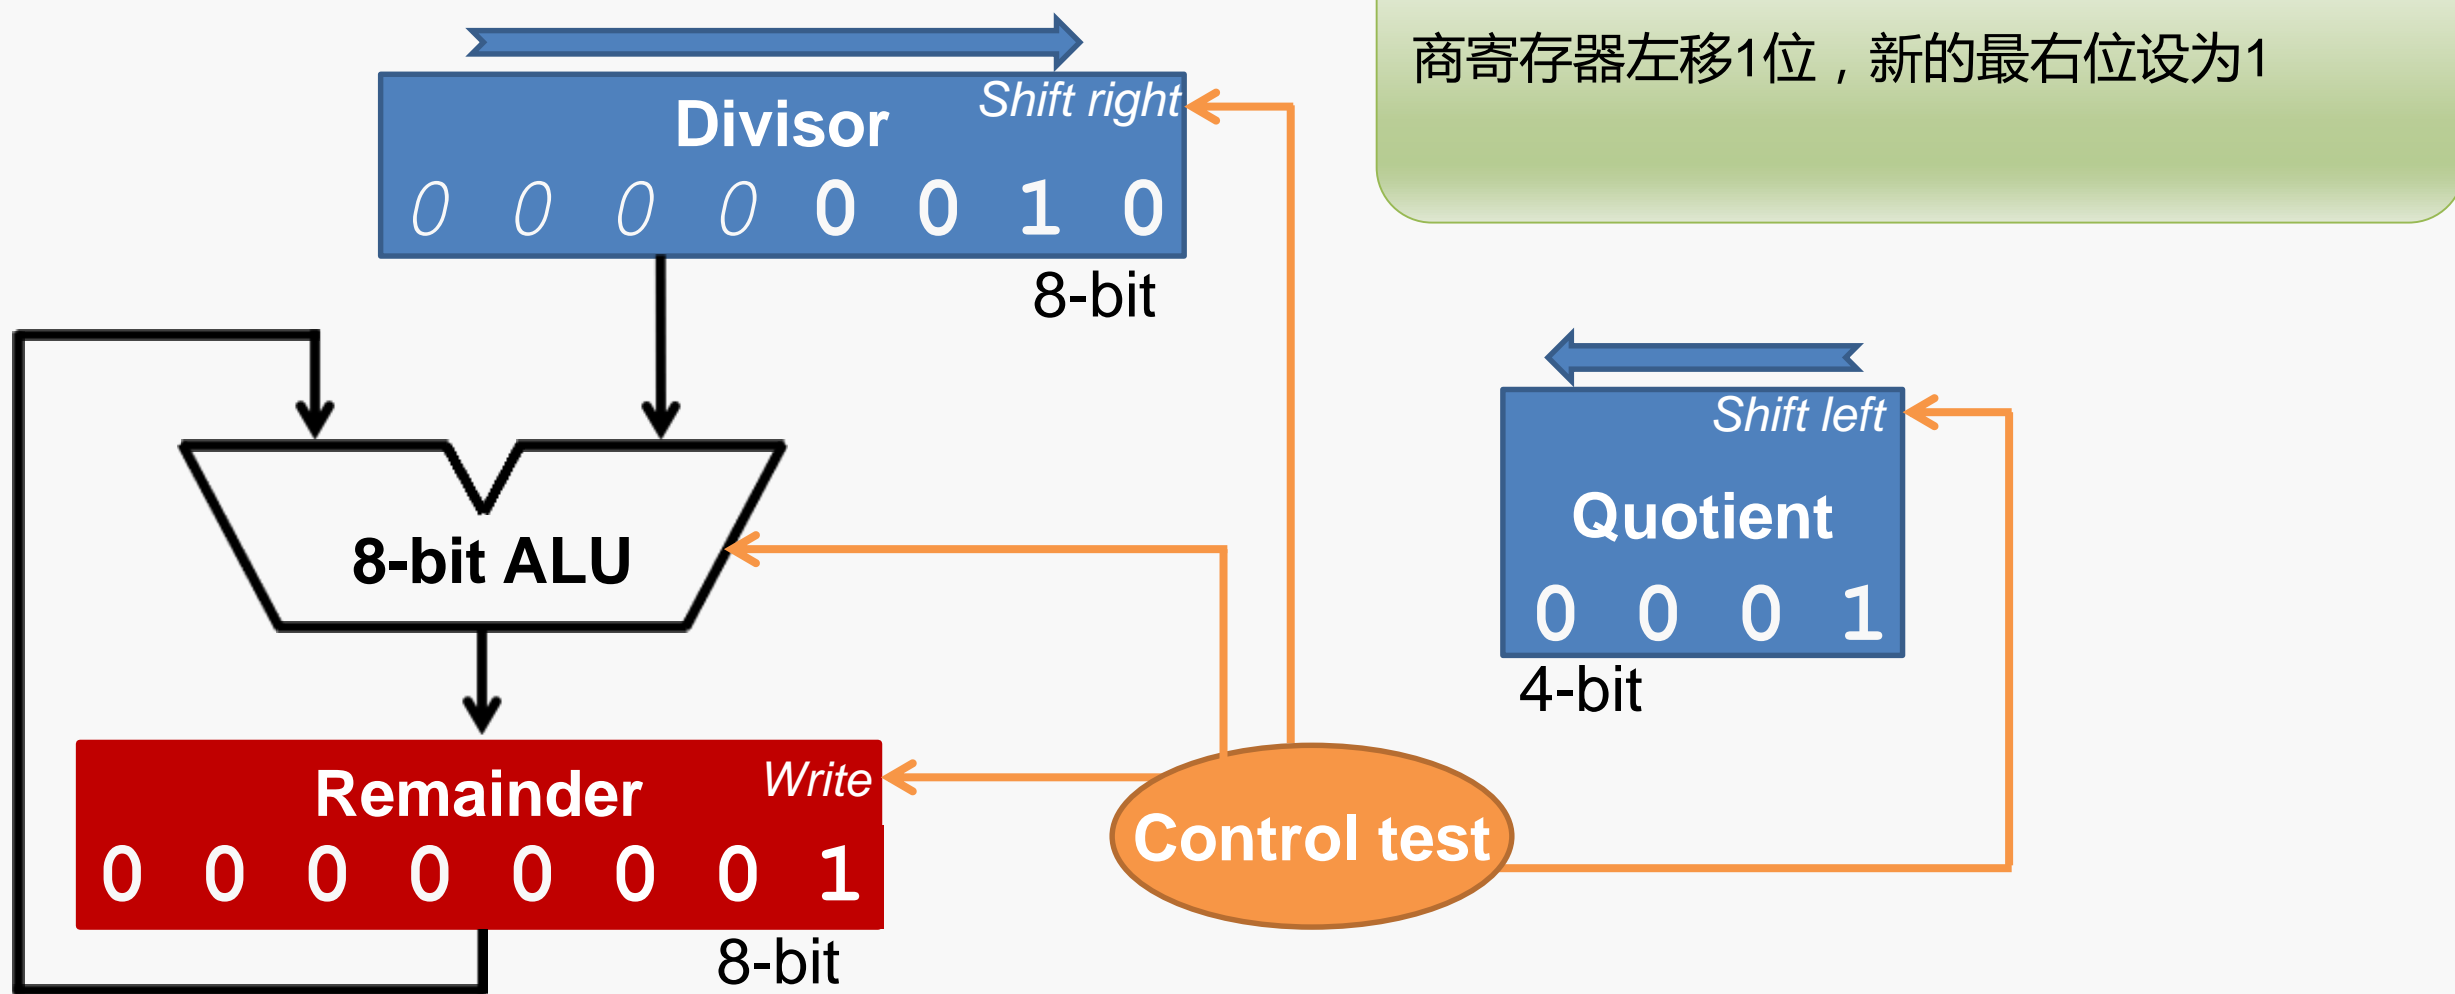 商寄存器左移1位，新的最右位设为1
Shift right
Divisor
0 0 0 0 0 0 1 0
8-bit
Shift left
Quotient
0 0 0 1
4-bit
8-bit ALU
Write
Remainder
0 0 0 0 0 0 0 1
8-bit
Control test